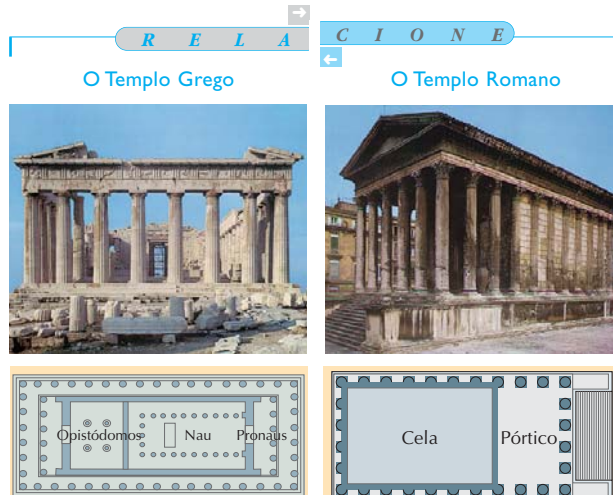 R E L A C I O N E
O Templo Grego
O Templo Romano
Opistódomos Nau Pronaus
Cela Pórtico